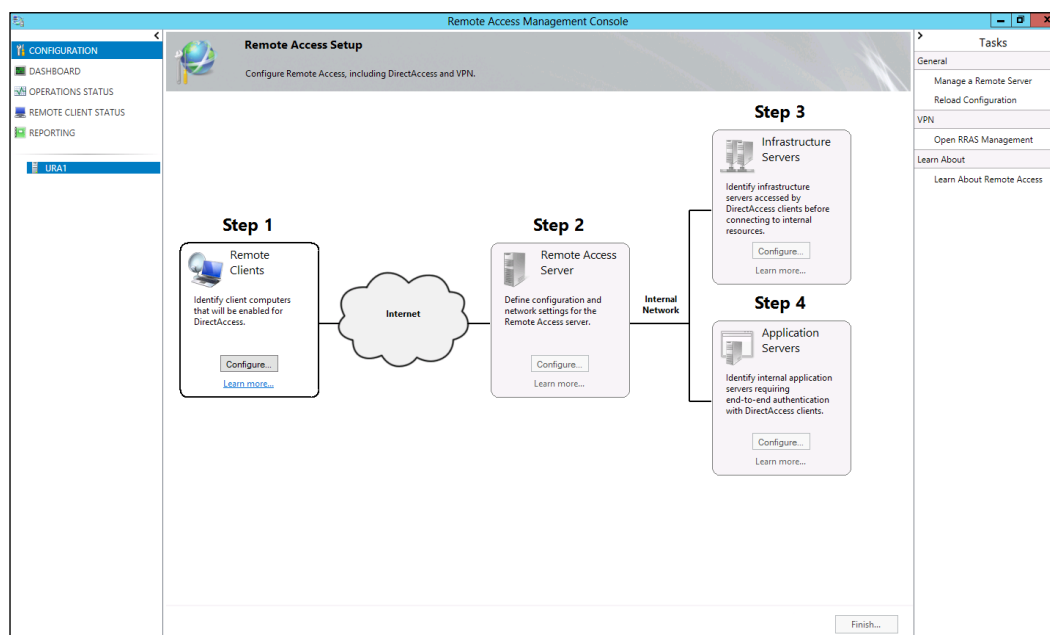 Remote Access Management Console
CONFIGURATION
DASHBOARD
OPERATIONS STATUS
REMOTE CLIENT STATUS
REPORTING
URA1
Remote Access Setup
Configure Remote Access, including DirectAccess and VPN.
Step 1
Remote
Clients
Identify client computers
that will be enabled for
DirectAccess.
Configure...
Learn more...
Internet
Step 2
Remote Access
Server
Define configuration and
network settings for the
Remote Access server.
Configure...
Learn more...
Internal
Network
Step 3
Infrastructure
Servers
Identify infrastructure
servers accessed by
DirectAccess clients before
connecting to internal
resources.
Configure...
Learn more...
Step 4
Application
Servers
Identify internal application
servers requiring
end-to-end authentication
with DirectAccess clients.
Configure...
Learn more...
Finish...
Tasks
General
Manage a Remote Server
Reload Configuration
VPN
Open RRAS Management
Learn About
Learn About Remote Access